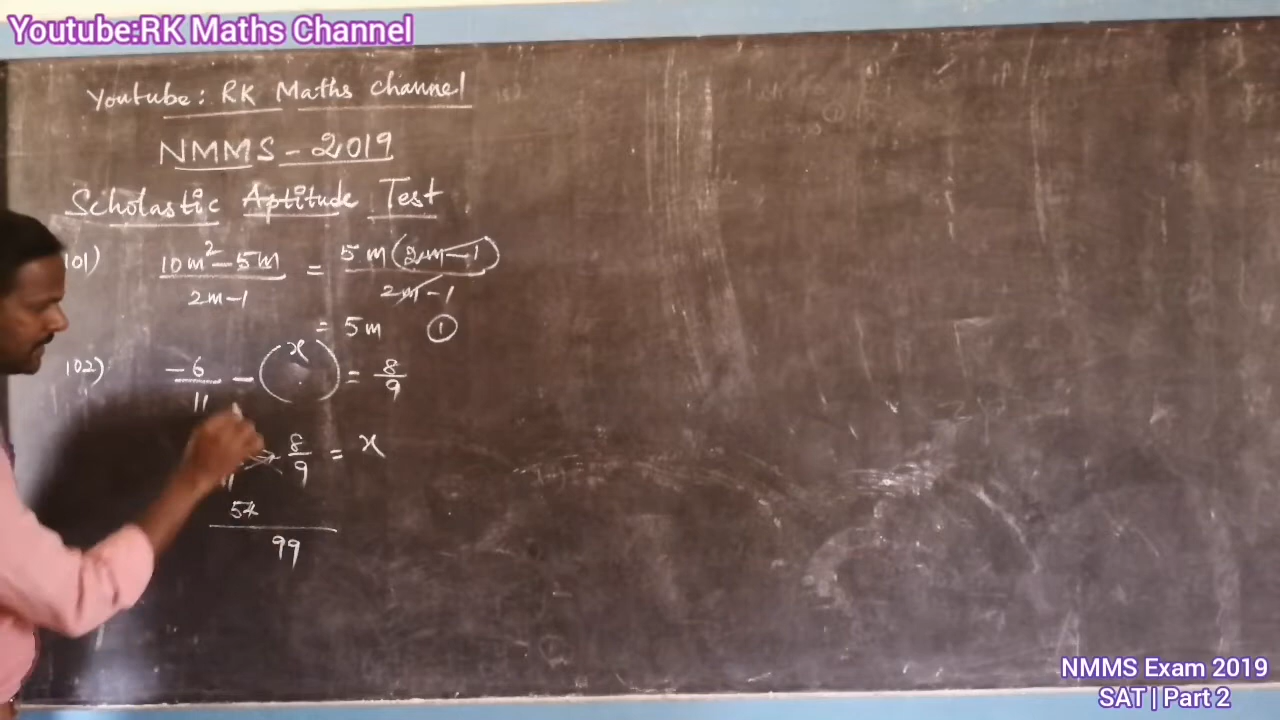 Youtube:RK Maths Channel
Youtube: RK Maths channel
NMMS - 2019
Scholastic Aptitude Test
101) 10m² - 5m / 2m - 1 = 5m(2m - 1) / 2m - 1
= 5m ①
102) -6/11 - (x) = 8/9
8/9 = x
54
99
NMMS Exam 2019
SAT | Part 2